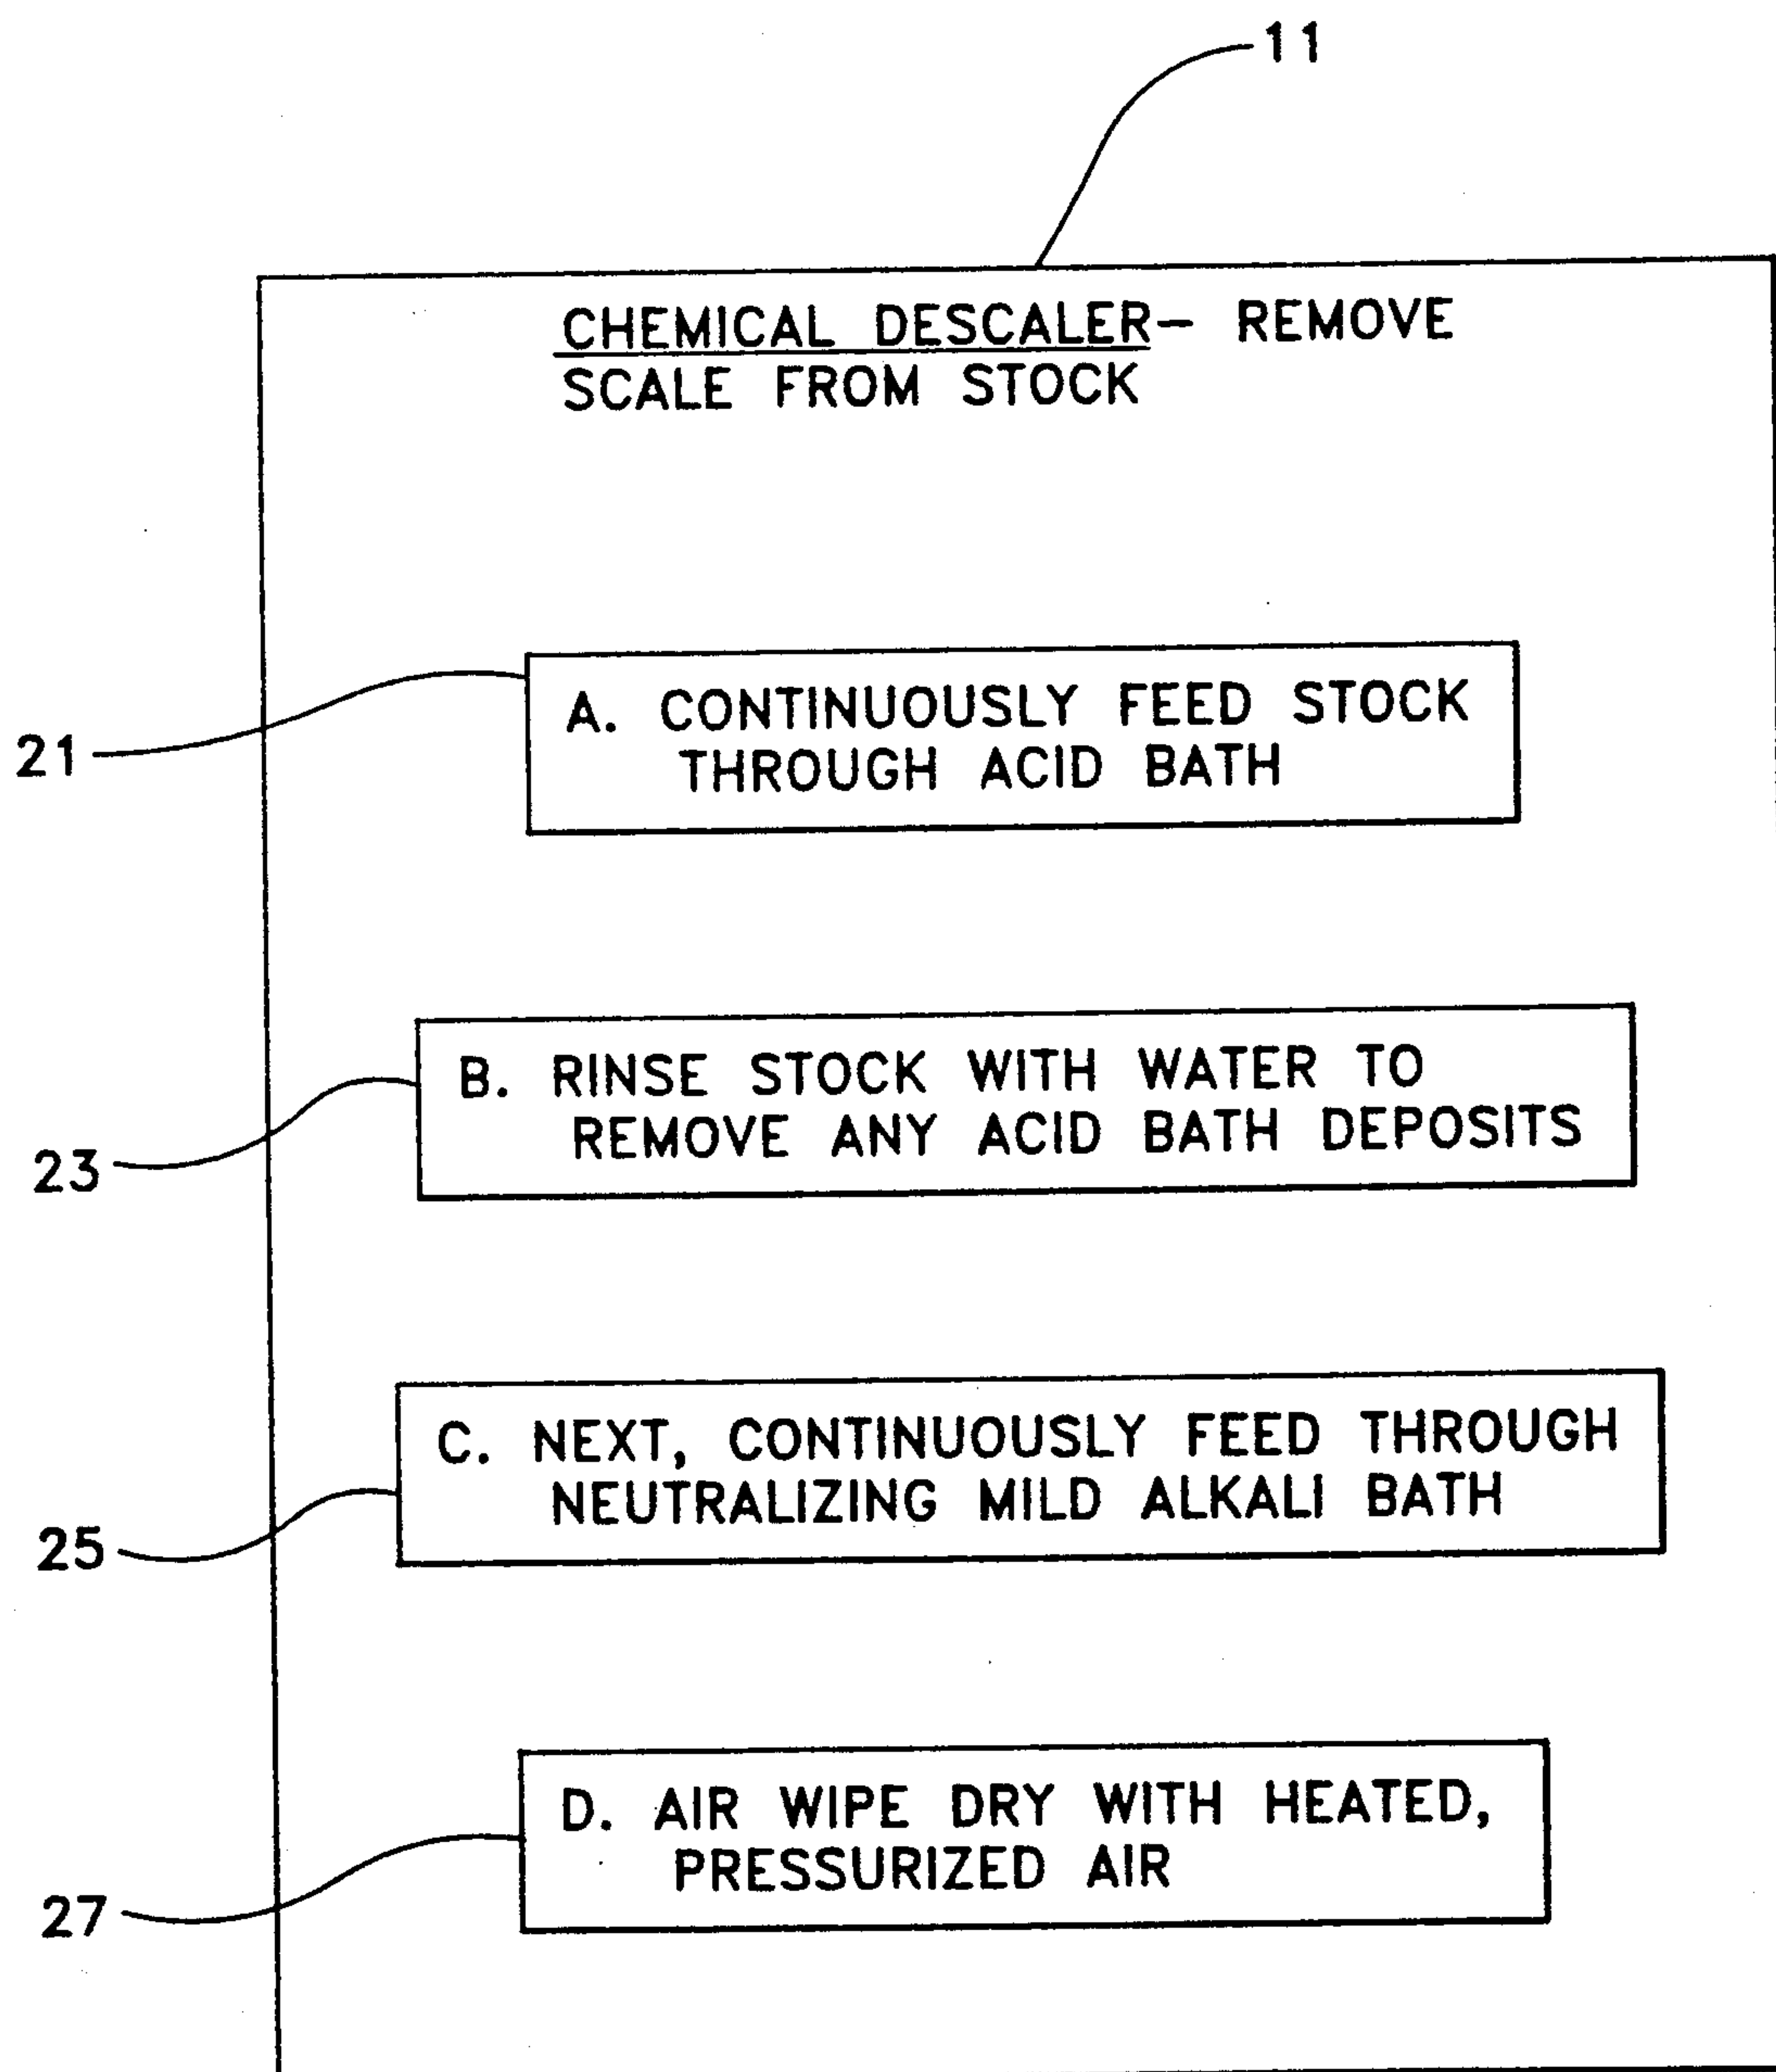 11
CHEMICAL DESCALER— REMOVE
SCALE FROM STOCK
21
A. CONTINUOUSLY FEED STOCK
THROUGH ACID BATH
23
B. RINSE STOCK WITH WATER TO
REMOVE ANY ACID BATH DEPOSITS
25
C. NEXT, CONTINUOUSLY FEED THROUGH
NEUTRALIZING MILD ALKALI BATH
27
D. AIR WIPE DRY WITH HEATED,
PRESSURIZED AIR